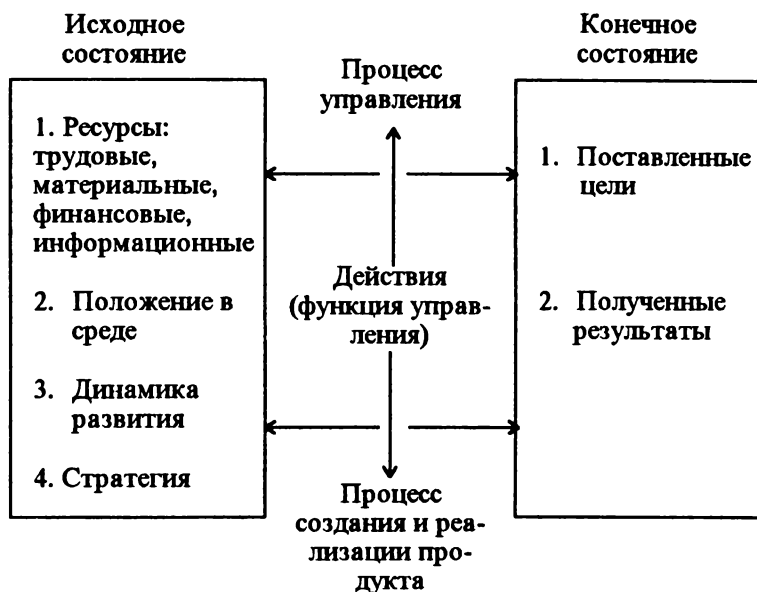 Исходное
состояние
1. Ресурсы:
трудовые,
материальные,
финансовые,
информационные
2. Положение в
среде
3. Динамика
развития
4. Стратегия
Процесс
управления
Действия
(функция управ-
ления)
Процесс
создания и реа-
лизации про-
дукта
Конечное
состояние
1. Поставленные
цели
2. Полученные
результаты